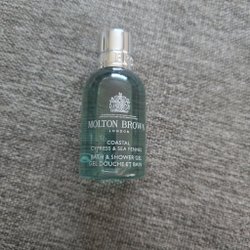 MOLTON BROWN
LONDON
COASTAL
CYPRESS & SEA FENNEL
BATH & SHOWER GEL
GEL DOUCHE ET BAIN